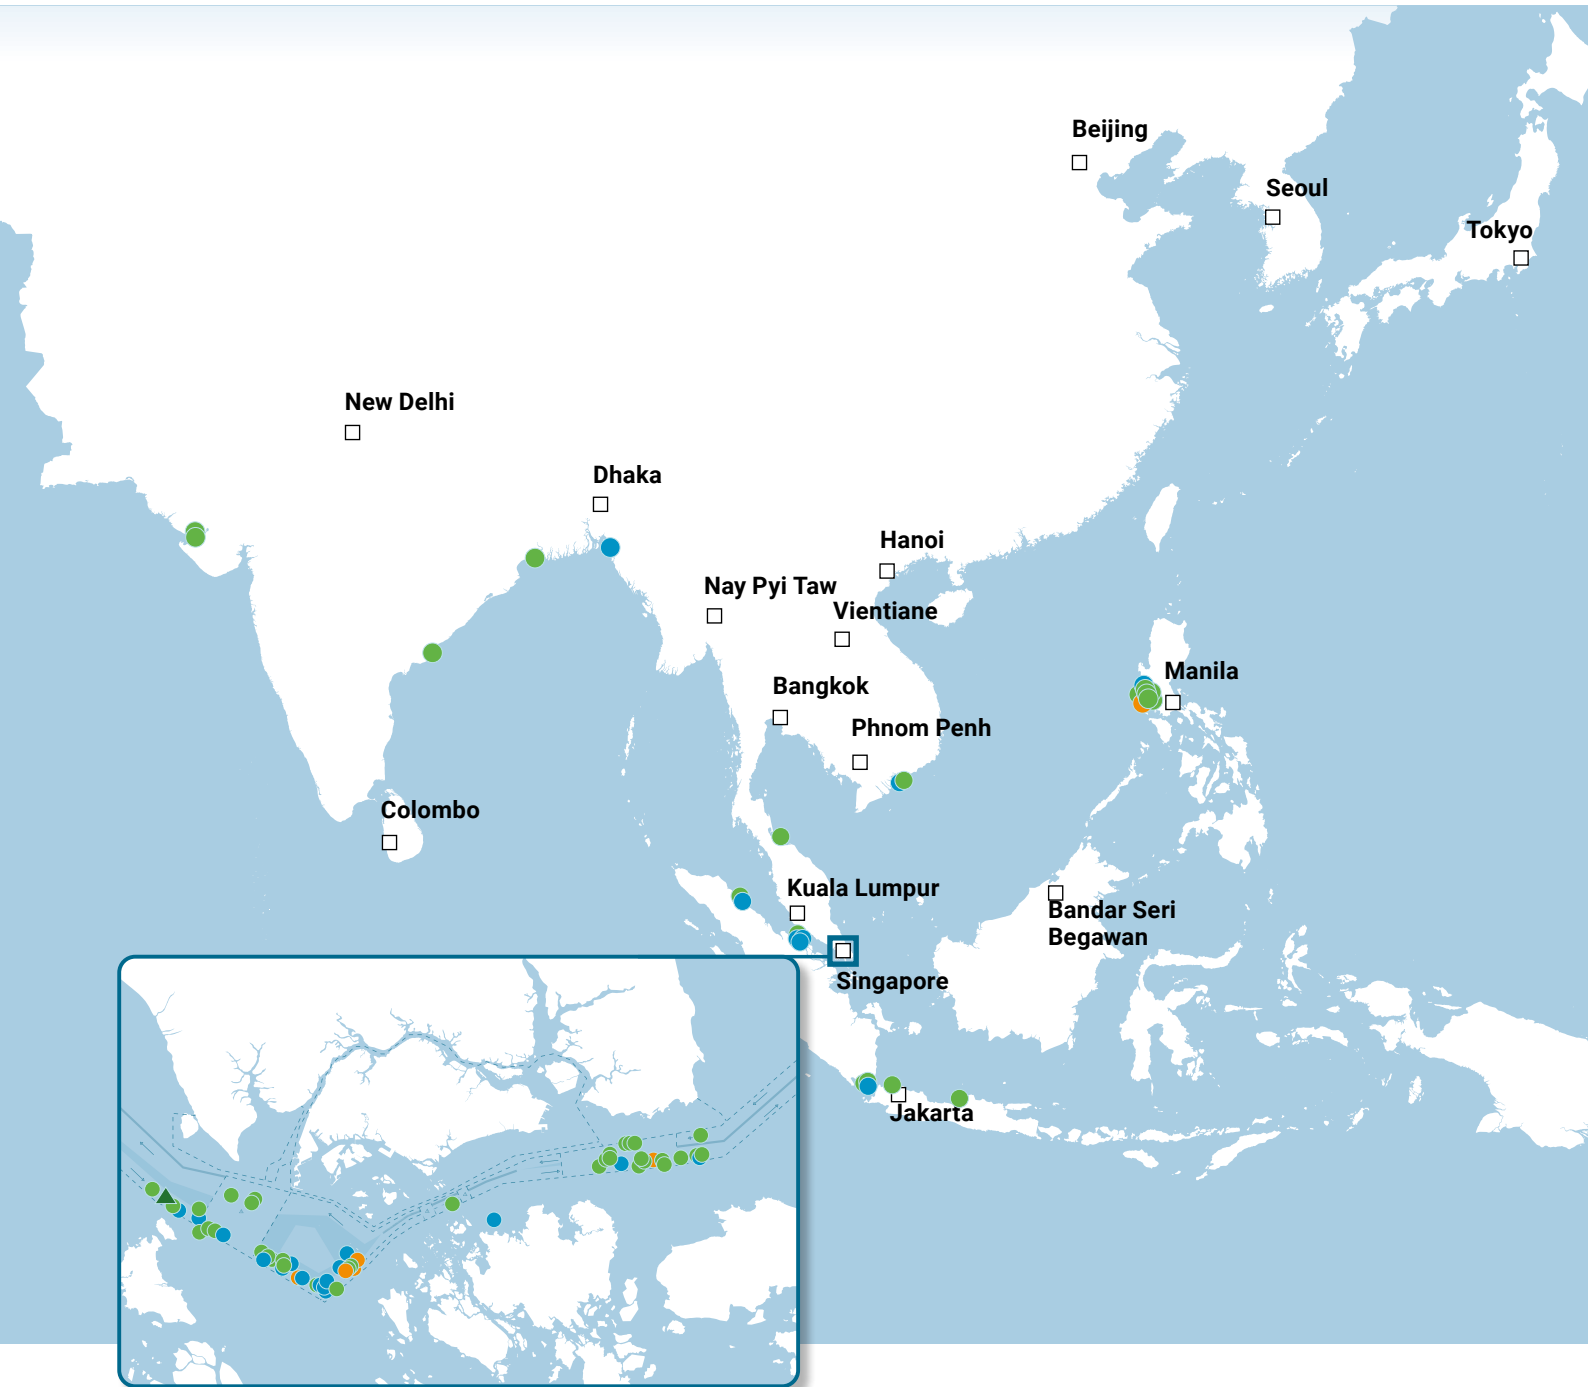 Beijing
Seoul
Tokyo
New Delhi
Dhaka
Hanoi
Nay Pyi Taw
Vientiane
Manila
Bangkok
Phnom Penh
Colombo
Kuala Lumpur
Bandar Seri
Begawan
Singapore
Jakarta